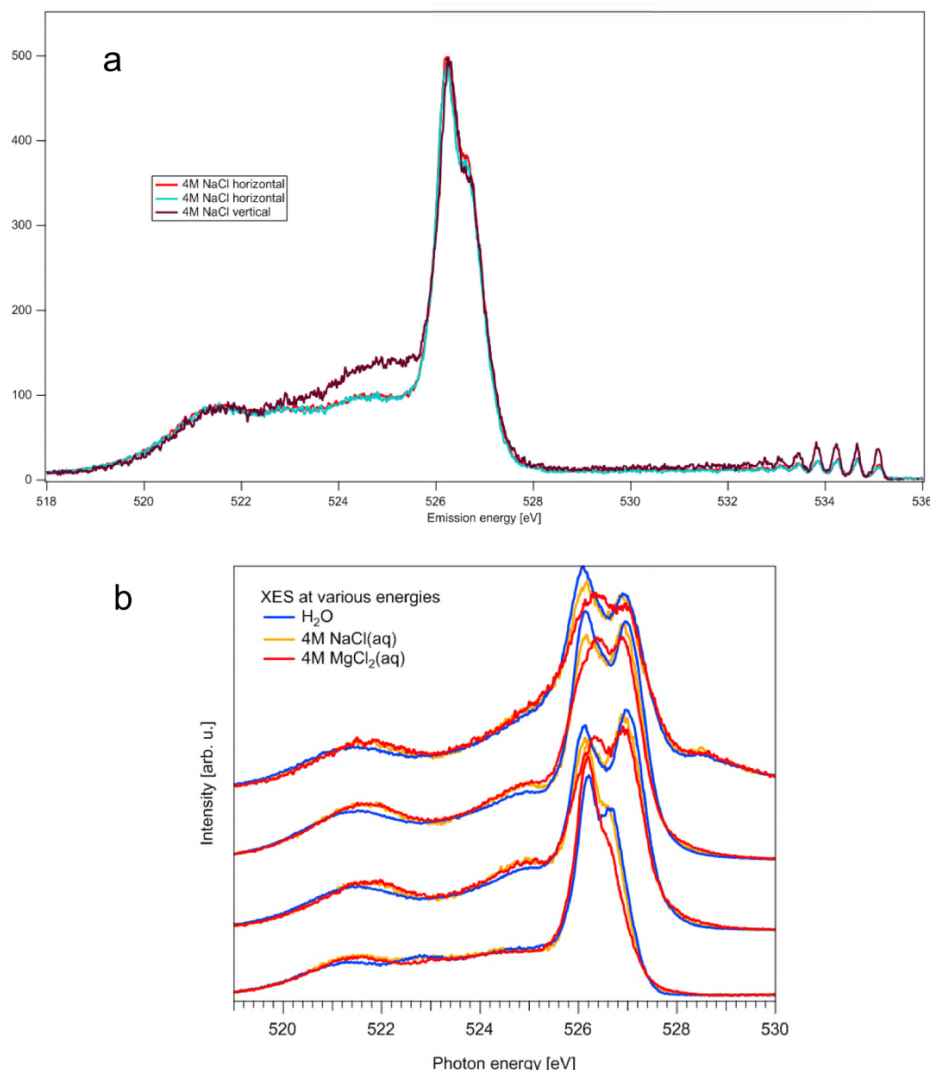 a
500
400
300
200
100
0
4M NaCl horizontal
4M NaCl horizontal
4M NaCl vertical
518 520 522 524 526 528 530 532 534 536
Emission energy [eV]
b
XES at various energies
H₂O
4M NaCl(aq)
4M MgCl₂(aq)
Intensity [arb. u.]
520 522 524 526 528 530
Photon energy [eV]